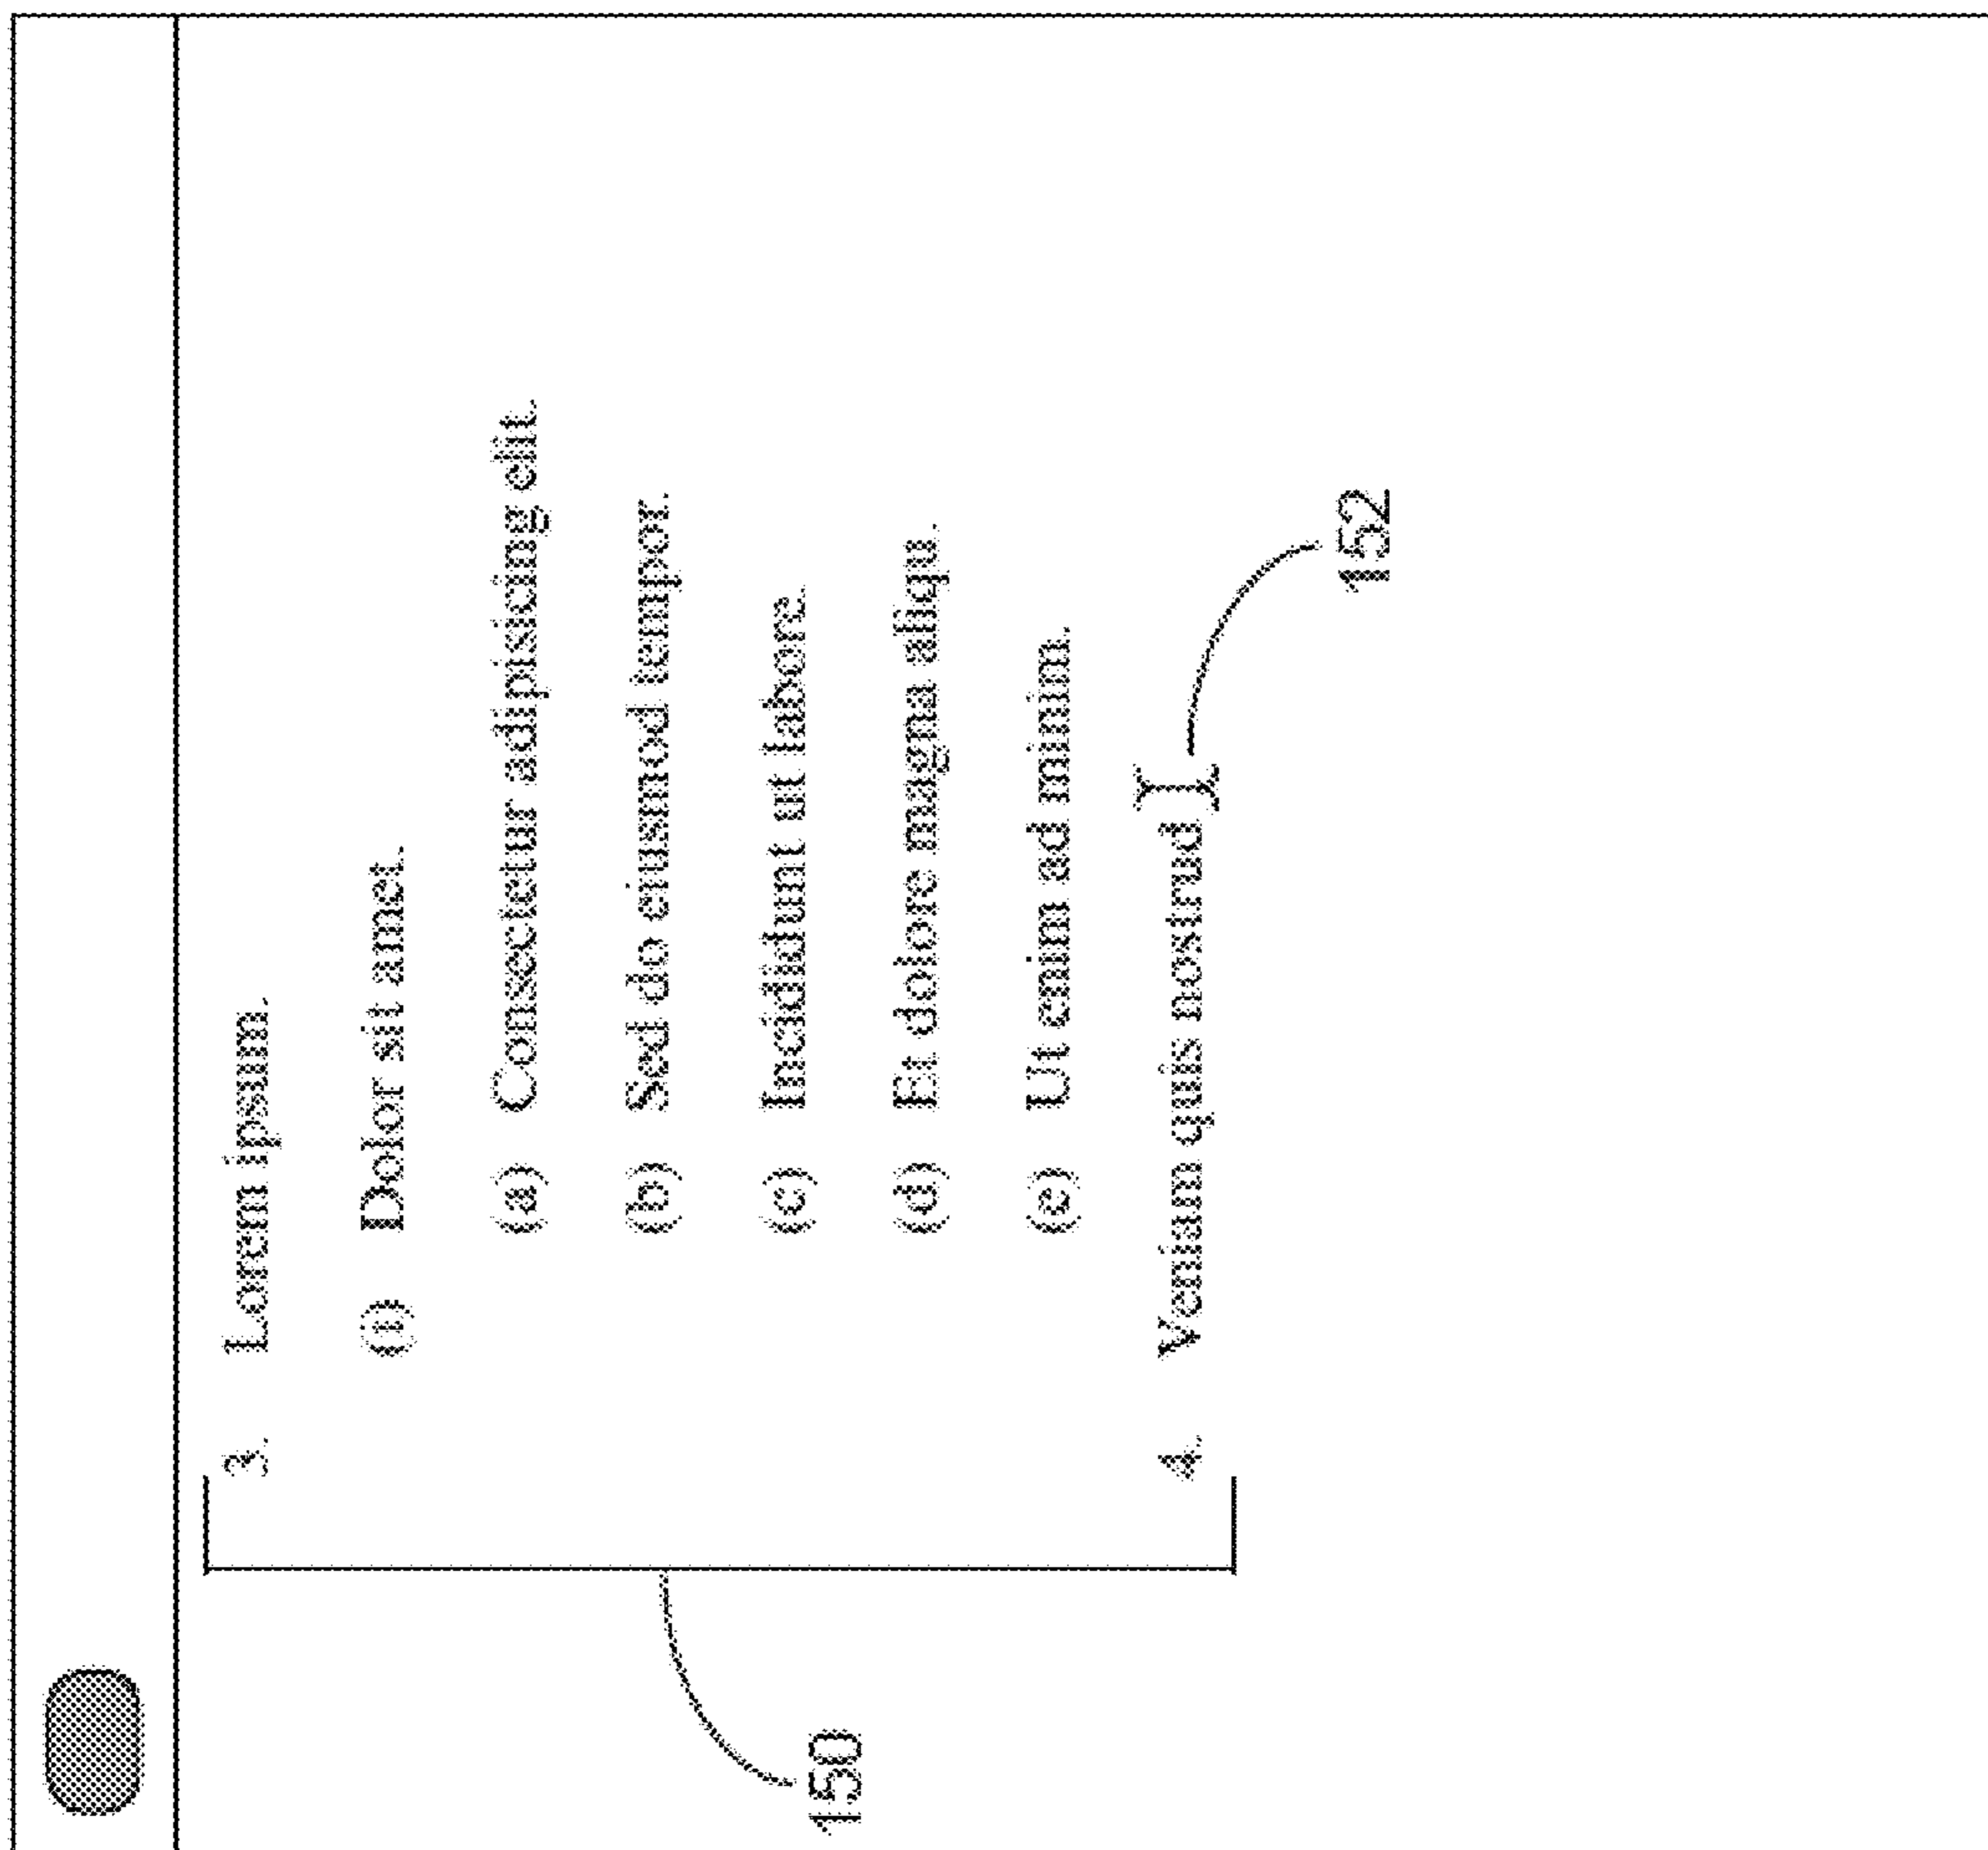 3. Lorem ipsum.
(i) Dolor sit amet.
(a) Consectetur adipisicing elit.
(b) Sed do eiusmod tempor.
(c) Incididunt ut labore.
(d) Et dolore magna aliqu.
(e) Ut enim ad minim.
4. Veniam quis nostrud
150
152